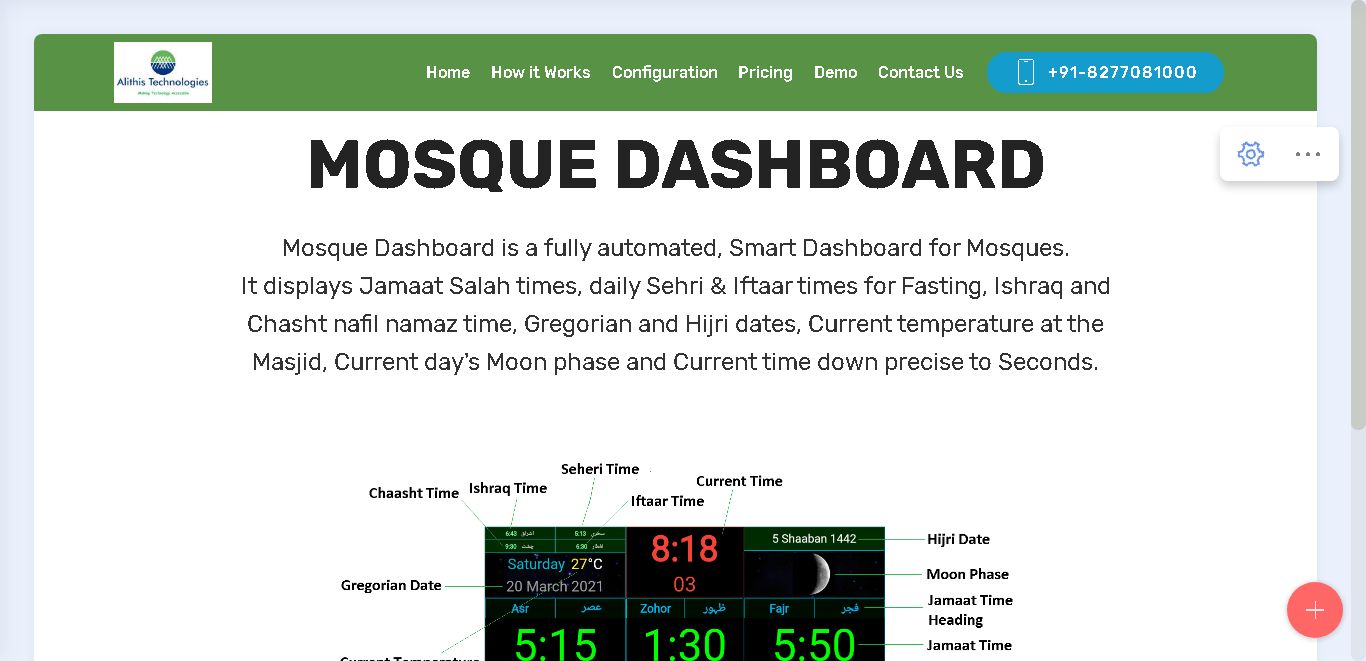 Alithis Technologies
Making Technology Accessible
Home How it Works Configuration Pricing Demo Contact Us +91-8277081000
MOSQUE DASHBOARD
Mosque Dashboard is a fully automated, Smart Dashboard for Mosques.
It displays Jamaat Salah times, daily Sehri & Iftaar times for Fasting, Ishraq and
Chasht nafil namaz time, Gregorian and Hijri dates, Current temperature at the
Masjid, Current day's Moon phase and Current time down precise to Seconds.
Seheri Time
Current Time
Chaasht Time Ishraq Time
Iftaar Time
6:43 اشراق 5:13 سحری
9:30 چاشت 6:30 افطار
8:18
03
5 Shaaban 1442
Hijri Date
Saturday 27°C
20 March 2021
Gregorian Date
Moon Phase
Asr عصر Zohor ظہور Fajr فجر
Jamaat Time
Heading
5:15 1:30 5:50
Jamaat Time
Current Temperature